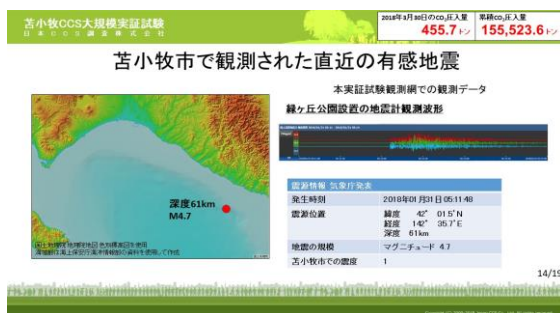 苫小牧CCS大規模実証試験
日本CCS調査株式会社
2018年3月30日のCO₂圧入量
455.7トン
累積CO₂圧入量
155,523.6トン
苫小牧市で観測された直近の有感地震
本実証試験観測網での観測データ
緑ヶ丘公園設置の地震計観測波形
深度61km
M4.7
震源情報 気象庁発表
発生時刻 2018年01月31日 05:11:48
震源位置 緯度 42° 01.5'N
経度 142° 35.7'E
深度 61km
地震の規模 マグニチュード 4.7
苫小牧市での震度 1
14/19